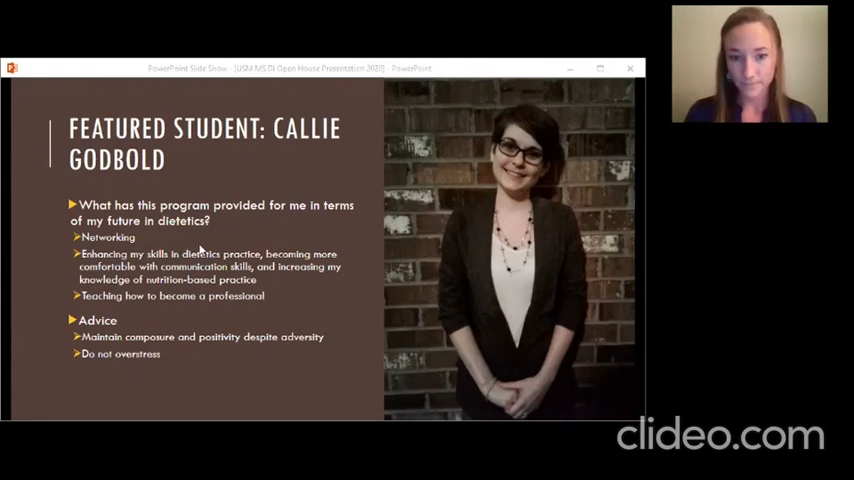 PowerPoint Slide Show - [USM MS DI Open House Presentation 2020] - PowerPoint
FEATURED STUDENT: CALLIE
GODBOLD
What has this program provided for me in terms
of my future in dietetics?
Networking
Enhancing my skills in dietetics practice, becoming more
comfortable with communication skills, and increasing my
knowledge of nutrition-based practice
Teaching how to become a professional
Advice
Maintain composure and positivity despite adversity
Do not overstress
clideo.com